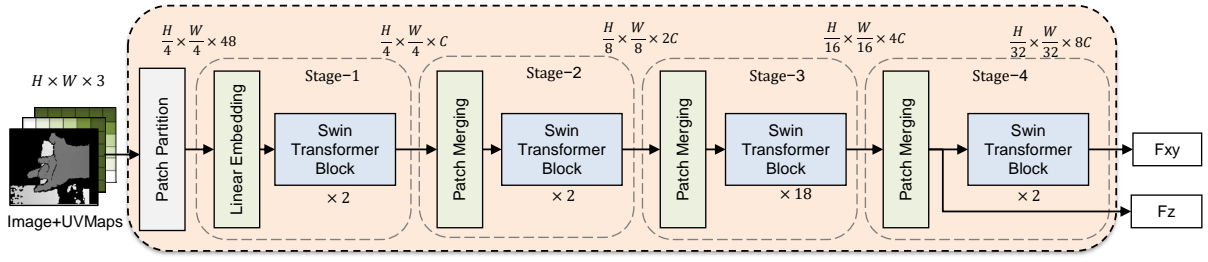 H/4 × W/4 × 48
H/4 × W/4 × C
H/8 × W/8 × 2C
H/16 × W/16 × 4C
H/32 × W/32 × 8C
H × W × 3
Image+UVMaps
Patch Partition
Stage-1
Linear Embedding
Swin
Transformer
Block
× 2
Stage-2
Patch Merging
Swin
Transformer
Block
× 2
Stage-3
Patch Merging
Swin
Transformer
Block
× 18
Stage-4
Patch Merging
Swin
Transformer
Block
× 2
Fxy
Fz